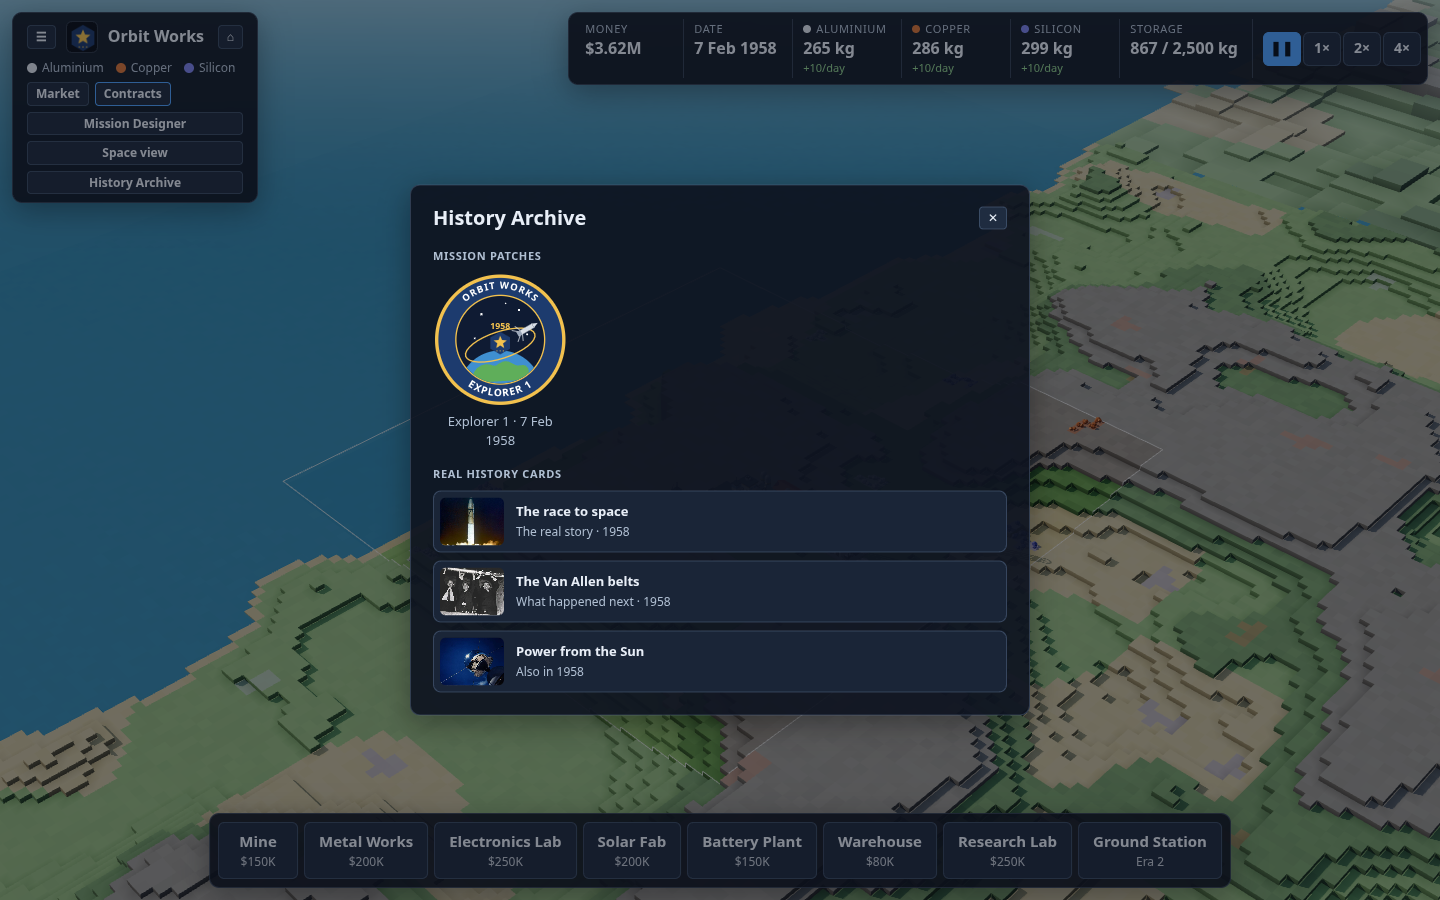 ☰
Orbit Works
⌂
Aluminium Copper Silicon
Market
Contracts
Mission Designer
Space view
History Archive
MONEY
$3.62M
DATE
7 Feb 1958
ALUMINIUM
265 kg
+10/day
COPPER
286 kg
+10/day
SILICON
299 kg
+10/day
STORAGE
867 / 2,500 kg
1×
2×
4×
History Archive
✕
MISSION PATCHES
ORBIT WORKS
1958
EXPLORER 1
Explorer 1 · 7 Feb
1958
REAL HISTORY CARDS
The race to space
The real story · 1958
The Van Allen belts
What happened next · 1958
Power from the Sun
Also in 1958
Mine
$150K
Metal Works
$200K
Electronics Lab
$250K
Solar Fab
$200K
Battery Plant
$150K
Warehouse
$80K
Research Lab
$250K
Ground Station
Era 2